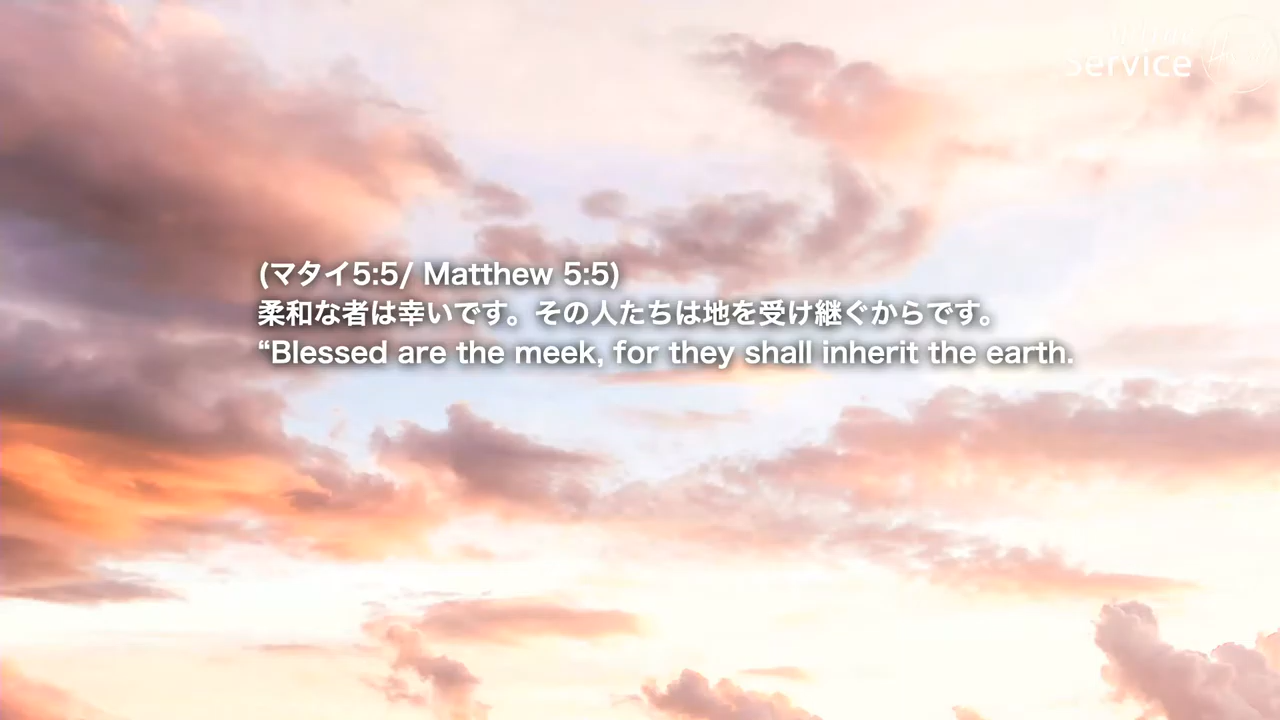 Service
(マタイ5:5/ Matthew 5:5)
柔和な者は幸いです。その人たちは地を受け継ぐからです。
“Blessed are the meek, for they shall inherit the earth.